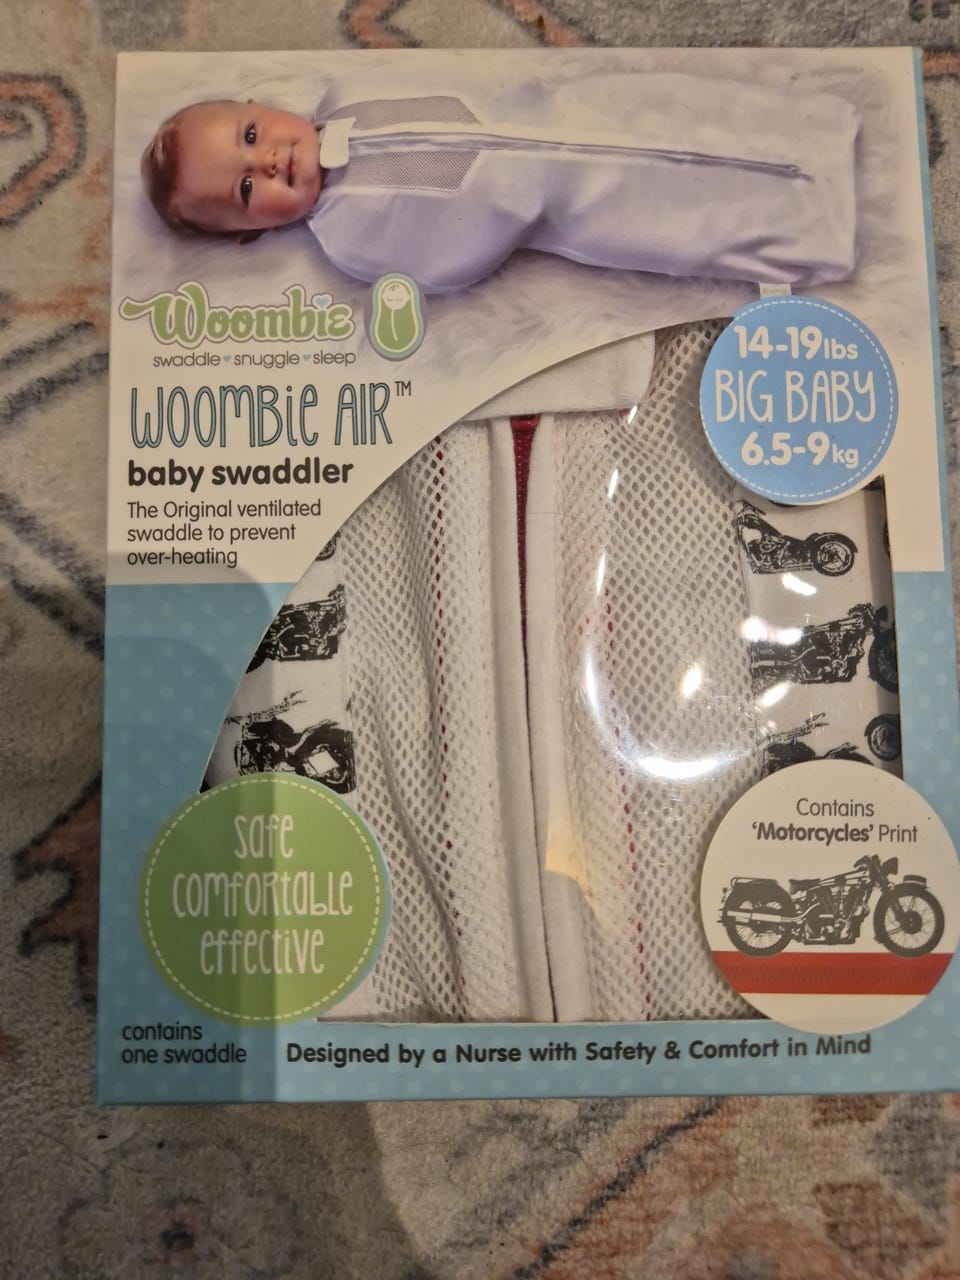 Woombie
swaddle snuggle sleep
WOOMBiE AiR™
baby swaddler
The Original ventilated
swaddle to prevent
over-heating
14-19lbs
BIG BABY
6.5-9kg
safe
comfortable
effective
Contains
'Motorcycles' Print
contains
one swaddle
Designed by a Nurse with Safety & Comfort in Mind